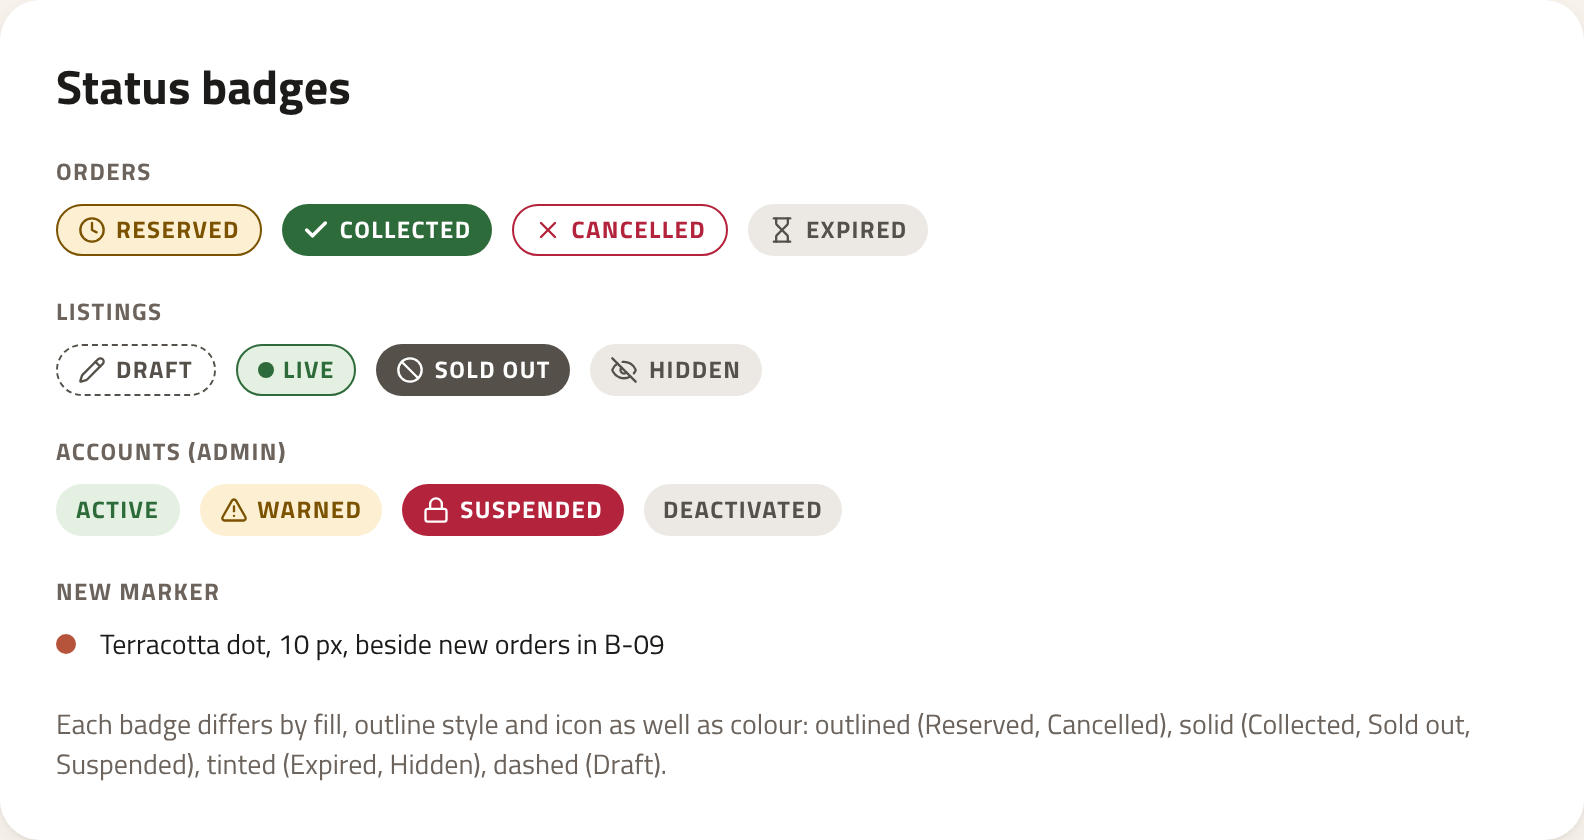 Status badges
ORDERS
RESERVED COLLECTED CANCELLED EXPIRED
LISTINGS
DRAFT LIVE SOLD OUT HIDDEN
ACCOUNTS (ADMIN)
ACTIVE WARNED SUSPENDED DEACTIVATED
NEW MARKER
Terracotta dot, 10 px, beside new orders in B-09
Each badge differs by fill, outline style and icon as well as colour: outlined (Reserved, Cancelled), solid (Collected, Sold out,
Suspended), tinted (Expired, Hidden), dashed (Draft).